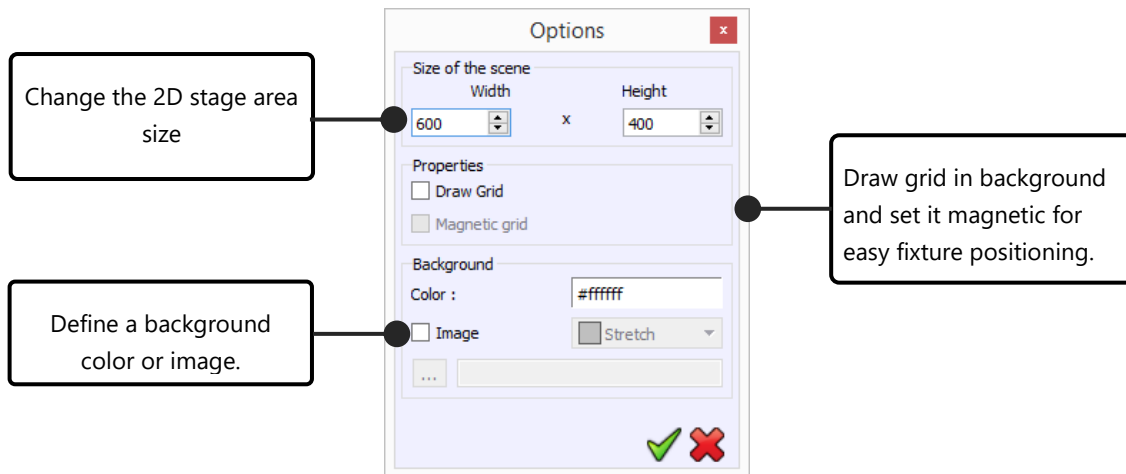 Options
x
Size of the scene
Width
Height
600
x
400
Properties
Draw Grid
Magnetic grid
Background
Color :
#ffffff
Image
Stretch
...
Change the 2D stage area
size
Define a background
color or image.
Draw grid in background
and set it magnetic for
easy fixture positioning.